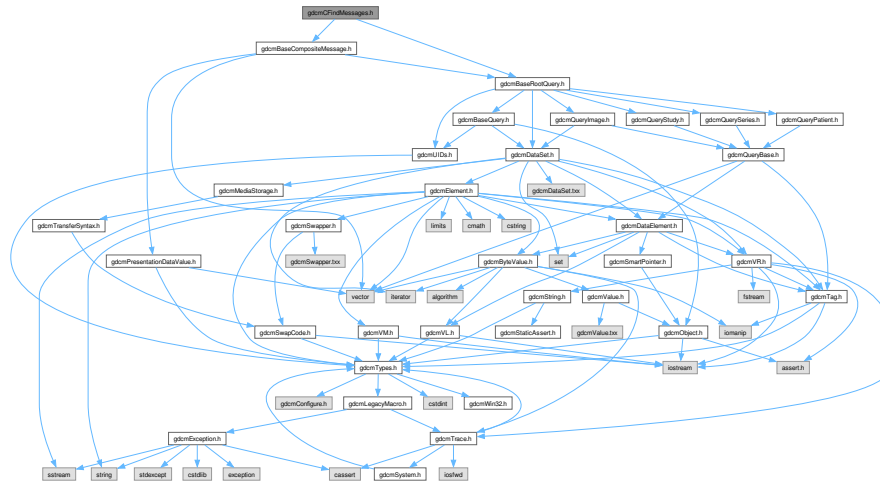 gdcmCFindMessages.h
gdcmBaseCompositeMessage.h
gdcmBaseRootQuery.h
gdcmBaseQuery.h
gdcmQueryImage.h
gdcmQueryStudy.h
gdcmQuerySeries.h
gdcmQueryPatient.h
gdcmUIDs.h
gdcmDataSet.h
gdcmQueryBase.h
gdcmMediaStorage.h
gdcmElement.h
gdcmDataSet.txx
gdcmTransferSyntax.h
gdcmSwapper.h
limits
cmath
cstring
gdcmDataElement.h
gdcmPresentationDataValue.h
gdcmSwapper.txx
gdcmByteValue.h
set
gdcmSmartPointer.h
gdcmVR.h
vector
iterator
algorithm
gdcmString.h
gdcmValue.h
fstream
gdcmTag.h
gdcmSwapCode.h
gdcmVM.h
gdcmVL.h
gdcmStaticAssert.h
gdcmValue.txx
gdcmObject.h
iomanip
gdcmTypes.h
iostream
assert.h
gdcmConfigure.h
gdcmLegacyMacro.h
cstdint
gdcmWin32.h
gdcmException.h
gdcmTrace.h
sstream
string
stdexcept
cstdlib
exception
cassert
gdcmSystem.h
iosfwd